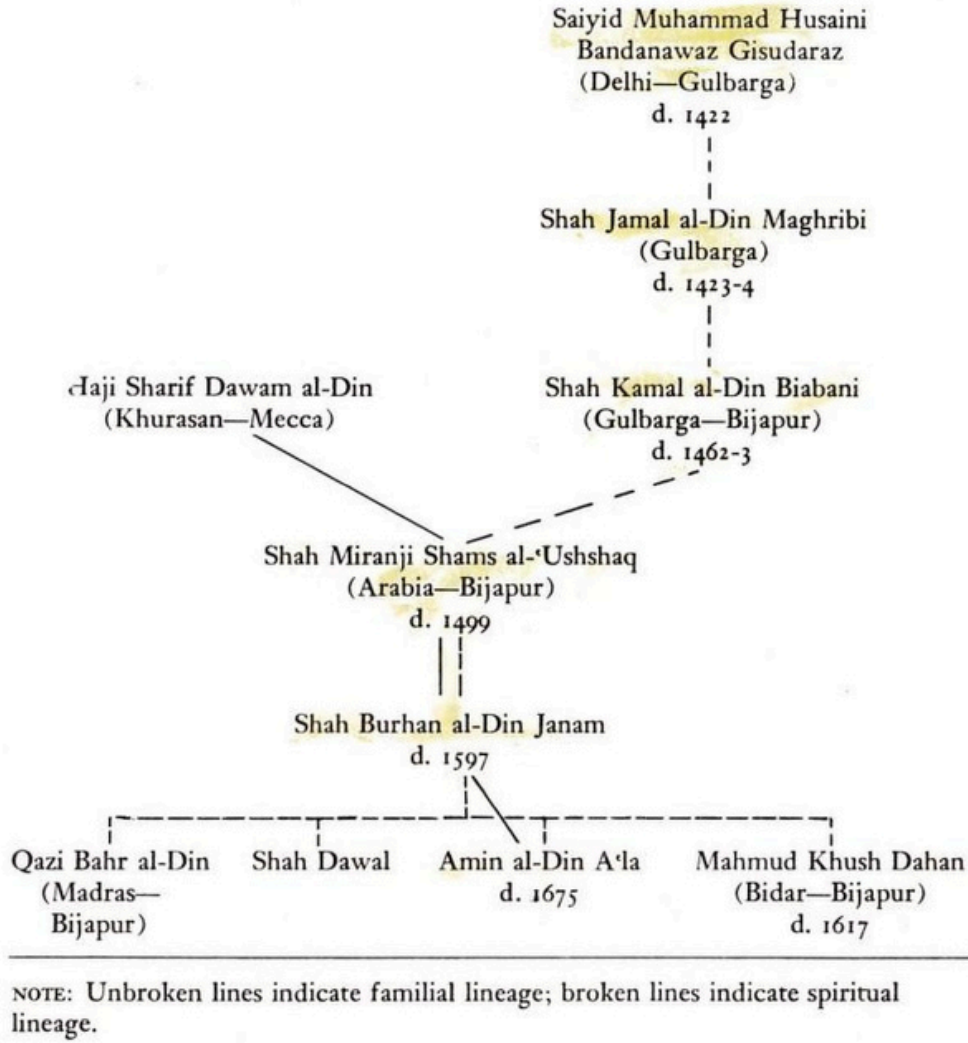 Saiyid Muhammad Husaini
Bandanawaz Gisudaraz
(Delhi—Gulbarga)
d. 1422
Shah Jamal al-Din Maghribi
(Gulbarga)
d. 1423-4
Haji Sharif Dawam al-Din
(Khurasan—Mecca)
Shah Kamal al-Din Biabani
(Gulbarga—Bijapur)
d. 1462-3
Shah Miranji Shams al-ʿUshshaq
(Arabia—Bijapur)
d. 1499
Shah Burhan al-Din Janam
d. 1597
Qazi Bahr al-Din
(Madras—
Bijapur)
Shah Dawal
Amin al-Din Aʿla
d. 1675
Mahmud Khush Dahan
(Bidar—Bijapur)
d. 1617
NOTE: Unbroken lines indicate familial lineage; broken lines indicate spiritual
lineage.